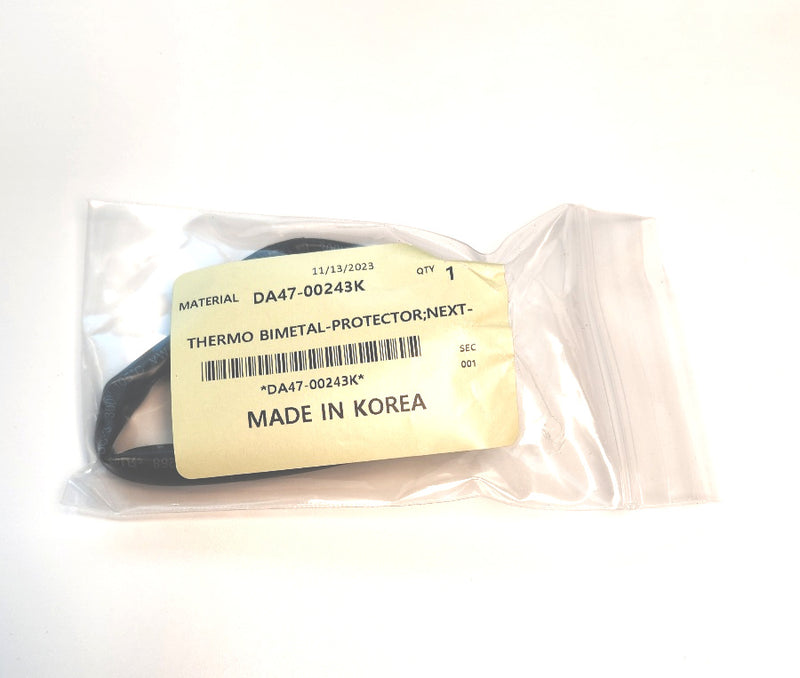 11/13/2023 QTY 1
MATERIAL DA47-00243K
THERMO BIMETAL-PROTECTOR;NEXT-
SEC
001
*DA47-00243K*
MADE IN KOREA